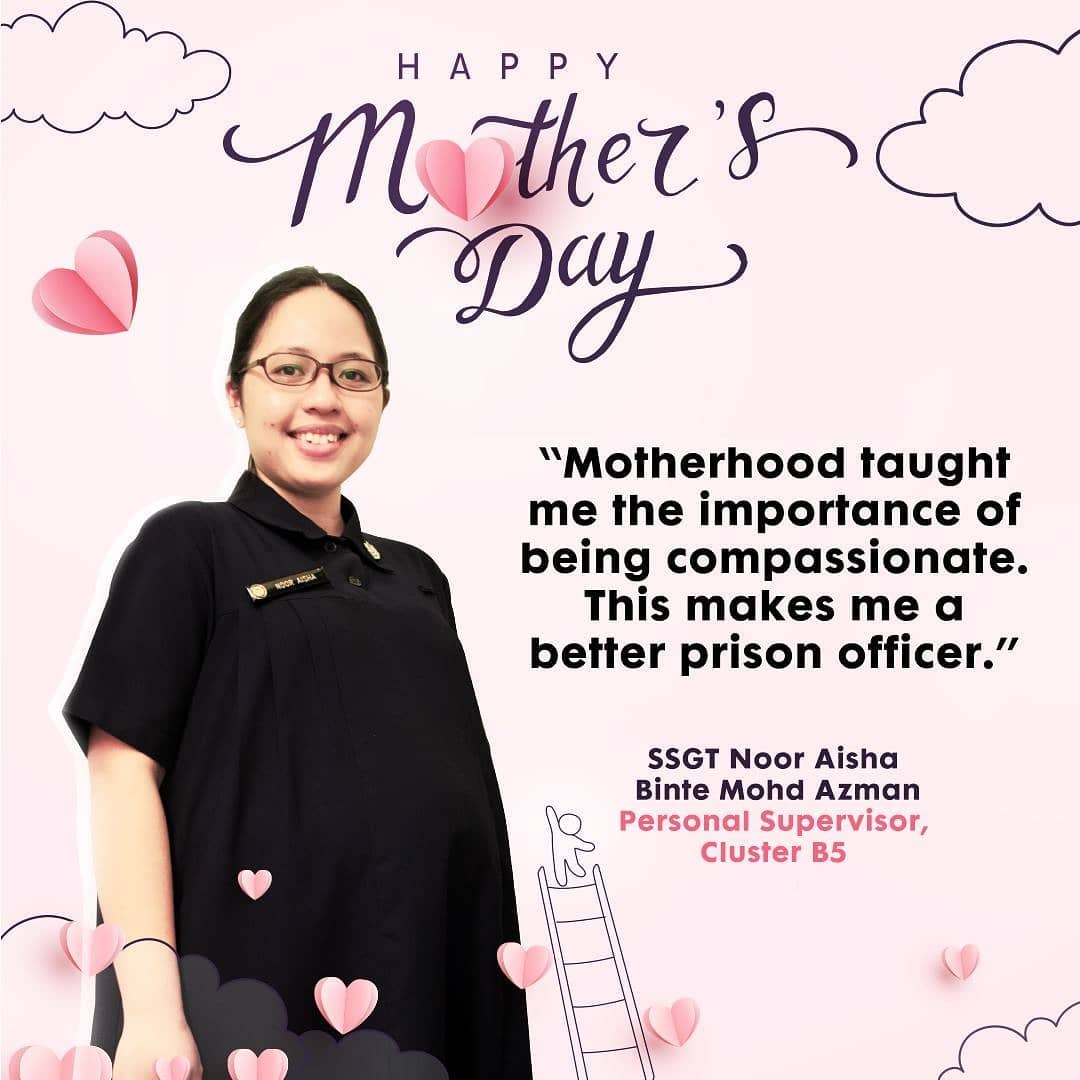 HAPPY
Mother's
Day
NOOR AISHA
“Motherhood taught
me the importance of
being compassionate.
This makes me a
better prison officer.”
SSGT Noor Aisha
Binte Mohd Azman
Personal Supervisor,
Cluster B5